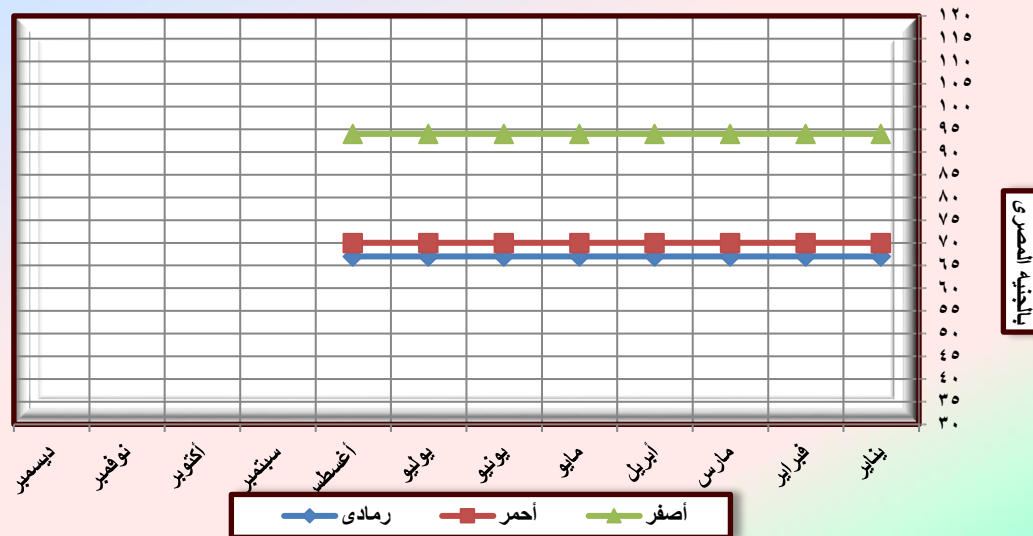 ١٢٠
١١٥
١١٠
١٠٥
١٠٠
٩٥
٩٠
٨٥
٨٠
٧٥
٧٠
٦٥
٦٠
٥٥
٥٠
٤٥
٤٠
٣٥
٣٠
بالجنيه المصرى
يناير
فبراير
مارس
أبريل
مايو
يونيو
يوليو
أغسطس
سبتمبر
أكتوبر
نوفمبر
ديسمبر
أصفر أحمر رمادى